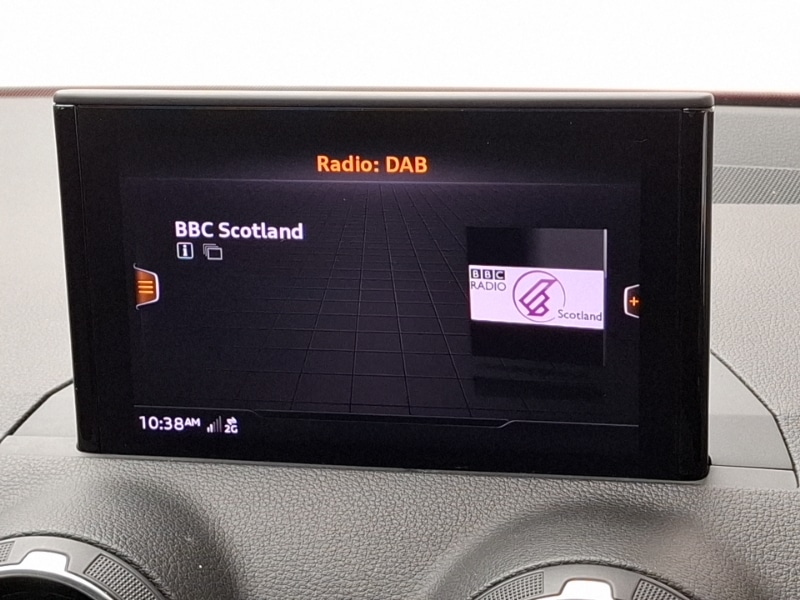 Radio: DAB
BBC Scotland
BBC
RADIO
Scotland
10:38AM 2G